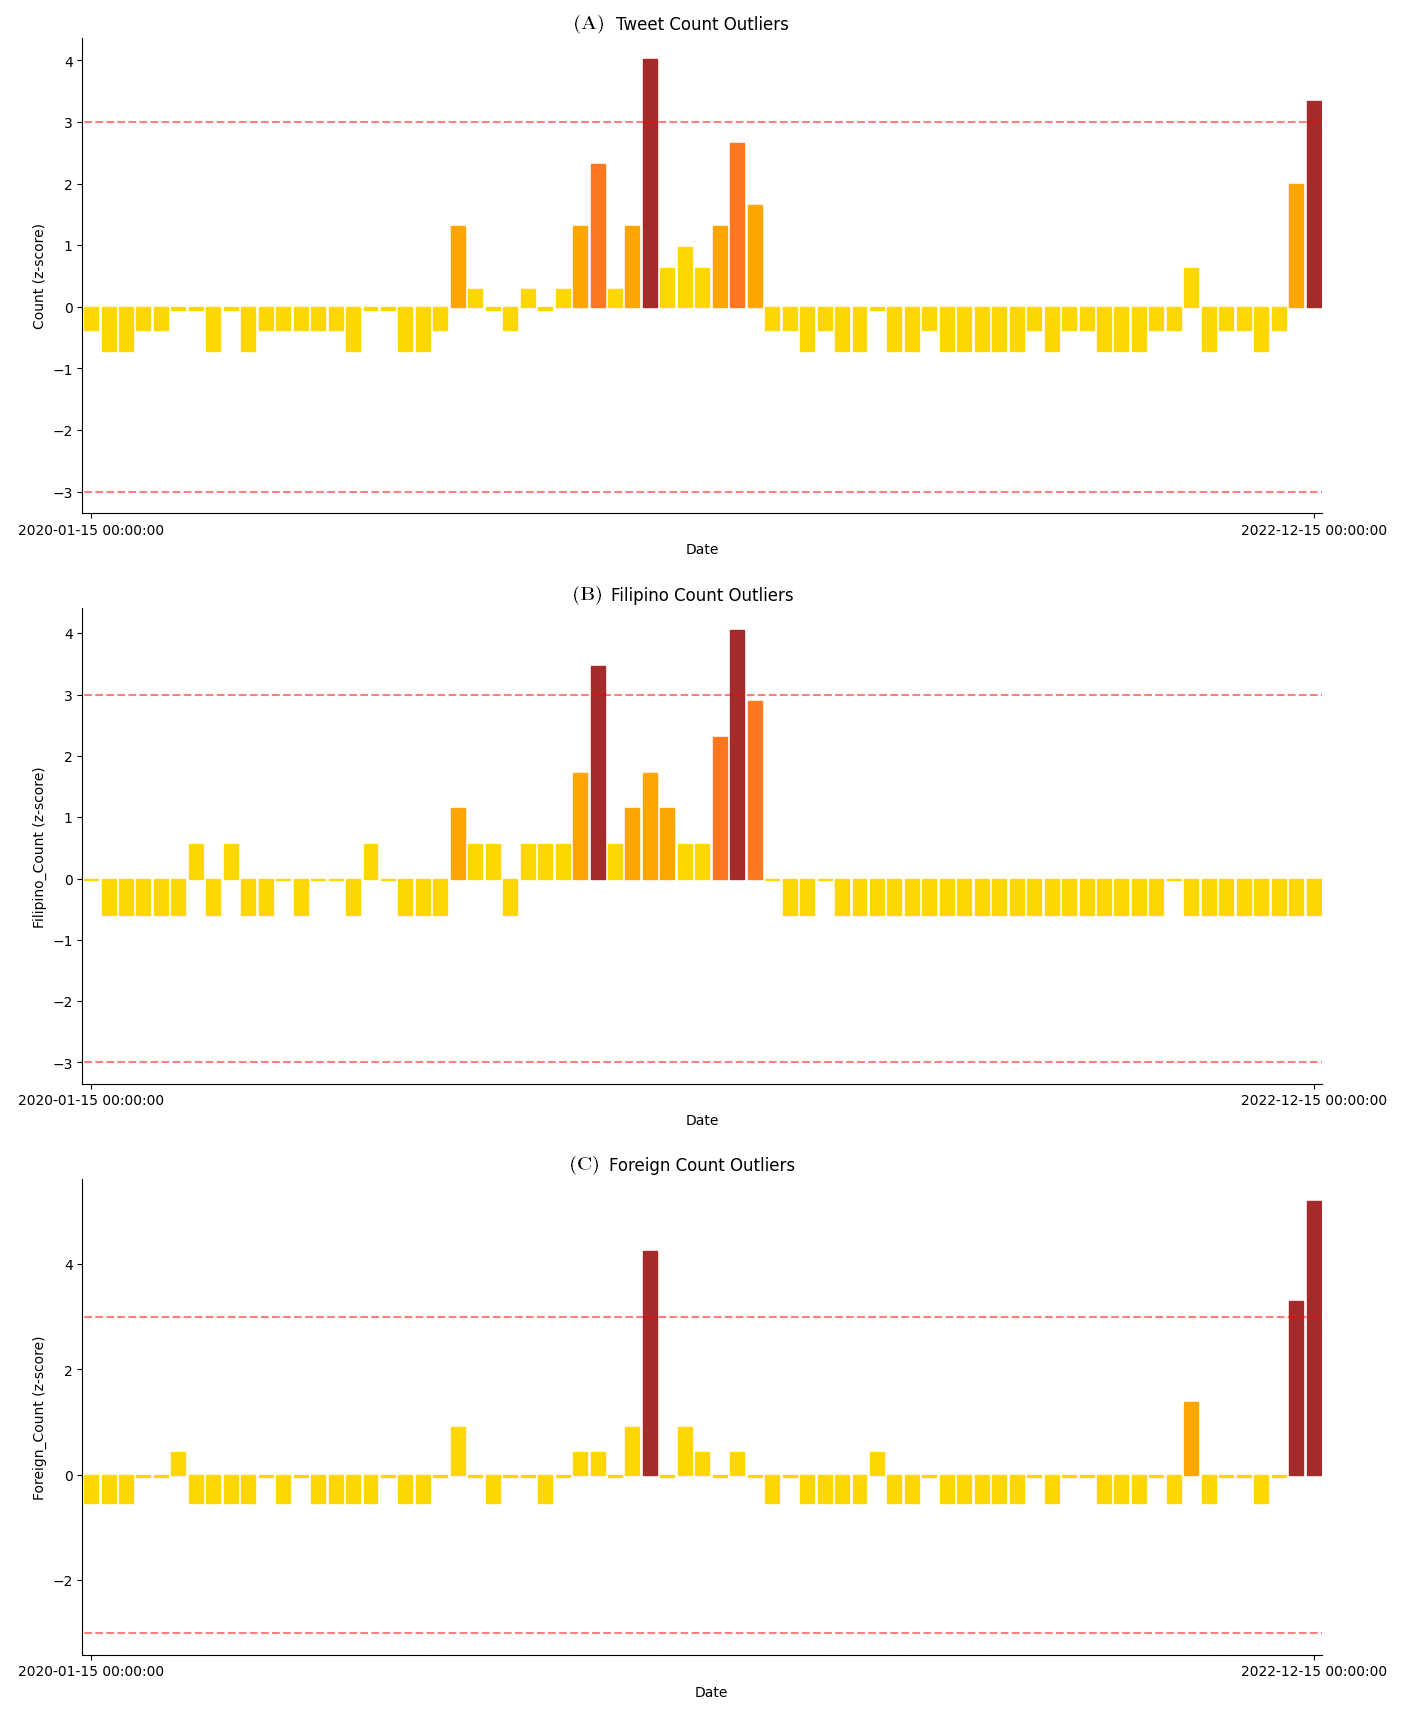 (A) Tweet Count Outliers
4
3
2
1
0
−1
−2
−3
Count (z-score)
2020-01-15 00:00:00
2022-12-15 00:00:00
Date
(B) Filipino Count Outliers
4
3
2
1
0
−1
−2
−3
Filipino_Count (z-score)
2020-01-15 00:00:00
2022-12-15 00:00:00
Date
(C) Foreign Count Outliers
4
2
0
−2
Foreign_Count (z-score)
2020-01-15 00:00:00
2022-12-15 00:00:00
Date